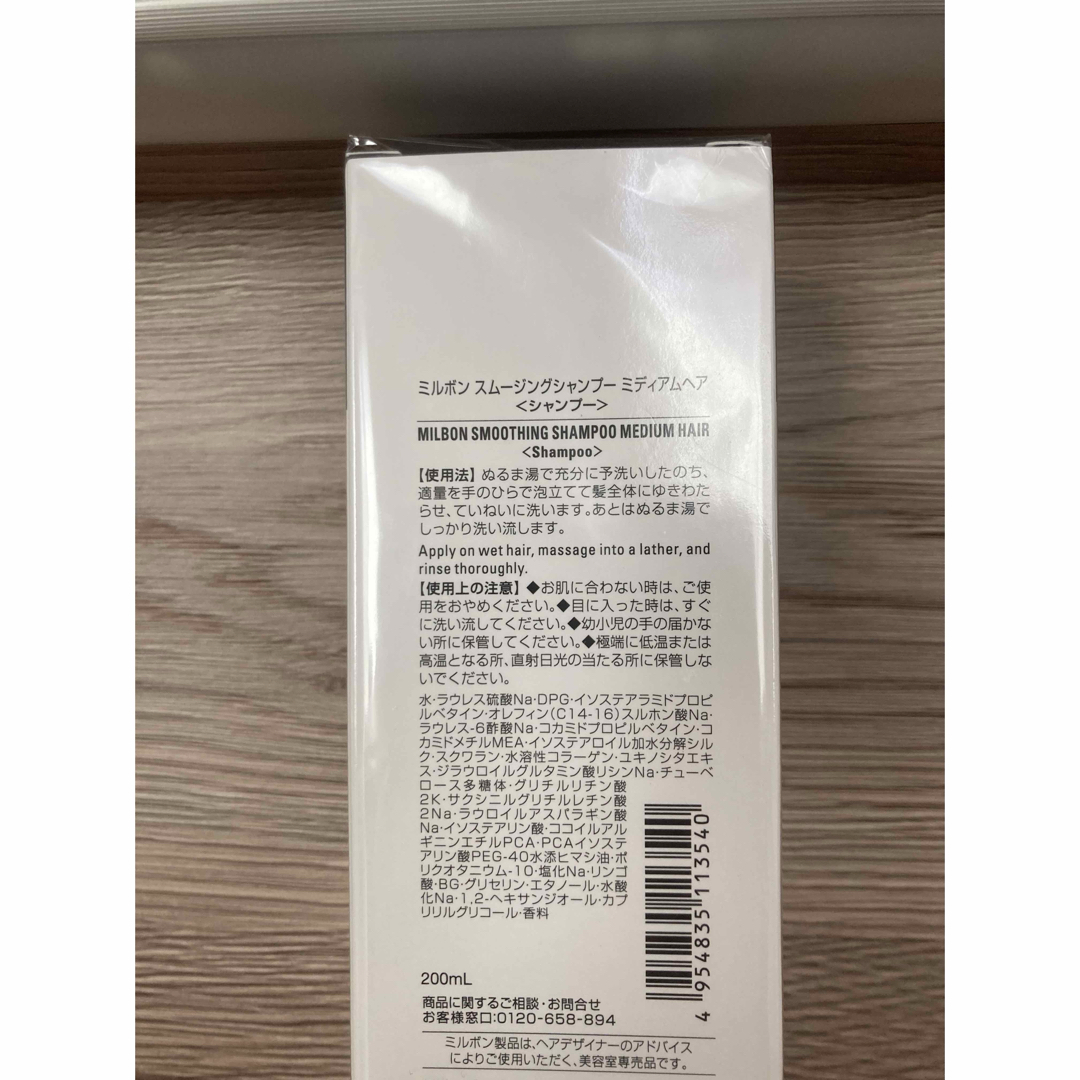 ミルボン スムージングシャンプー ミディアムヘア
<シャンプー>
MILBON SMOOTHING SHAMPOO MEDIUM HAIR
<Shampoo>
【使用法】ぬるま湯で充分に予洗いしたのち、
適量を手のひらで泡立てて髪全体にゆきわた
らせ、ていねいに洗います。あとはぬるま湯で
しっかり洗い流します。
Apply on wet hair, massage into a lather, and
rinse thoroughly.
【使用上の注意】◆お肌に合わない時は、ご使
用をおやめください。◆目に入った時は、すぐ
に洗い流してください。◆幼小児の手の届かな
い所に保管してください。◆極端に低温または
高温となる所、直射日光の当たる所に保管しな
いでください。
水・ラウレス硫酸Na・DPG・イソステアラミドプロピ
ルベタイン・オレフィン(C14-16)スルホン酸Na・
ラウレス-6酢酸Na・コカミドプロピルベタイン・コ
カミドメチルMEA・イソステアロイル加水分解シル
ク・スクワラン・水溶性コラーゲン・ユキノシタエキ
ス・ジラウロイルグルタミン酸リシンNa・チューベ
ロース多糖体・グリチルリチン酸
2K・サクシニルグリチルレチン酸
2Na・ラウロイルアスパラギン酸
Na・イソステアリン酸・ココイルアル
ギニンエチルPCA・PCAイソステ
アリン酸PEG-40水添ヒマシ油・ポ
リクオタニウム-10・塩化Na・リンゴ
酸・BG・グリセリン・エタノール・水酸
化Na・1,2-ヘキサンジオール・カプ
リリルグリコール・香料
4 954835 113540
200mL
商品に関するご相談・お問合せ
お客様窓口:0120-658-894
ミルボン製品は、ヘアデザイナーのアドバイス
によりご使用いただく、美容室専売品です。